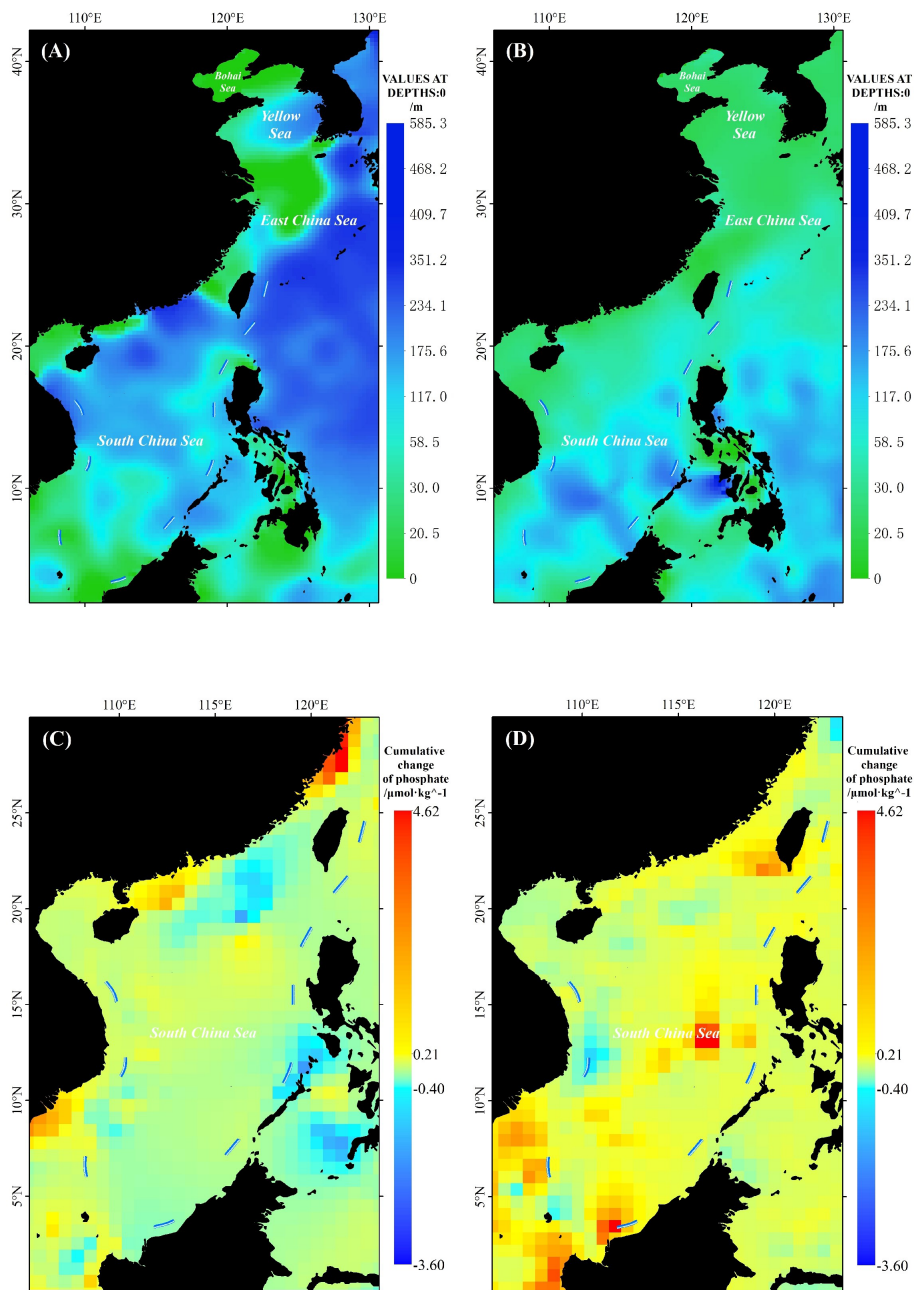 110°E 120°E 130°E
(A)
40°N
30°N
20°N
10°N
Bohai
Sea
Yellow
Sea
East China Sea
South China Sea
VALUES AT
DEPTHS:0
/m
585.3
468.2
409.7
351.0
234.1
175.6
117.0
58.5
30.0
20.5
0
110°E 120°E 130°E
(B)
40°N
30°N
20°N
10°N
Bohai
Sea
Yellow
Sea
East China Sea
South China Sea
VALUES AT
DEPTHS:0
/m
585.3
468.2
409.7
351.0
234.1
175.6
117.0
58.5
30.0
20.5
0
110°E 115°E 120°E
(C)
25°N
20°N
15°N
10°N
5°N
South China Sea
Cumulative
change
of phosphate
/μmol·kg^-1
4.62
0.21
-0.40
-3.60
110°E 115°E 120°E
(D)
25°N
20°N
15°N
10°N
5°N
South China Sea
Cumulative
change
of phosphate
/μmol·kg^-1
4.62
0.21
-0.40
-3.60